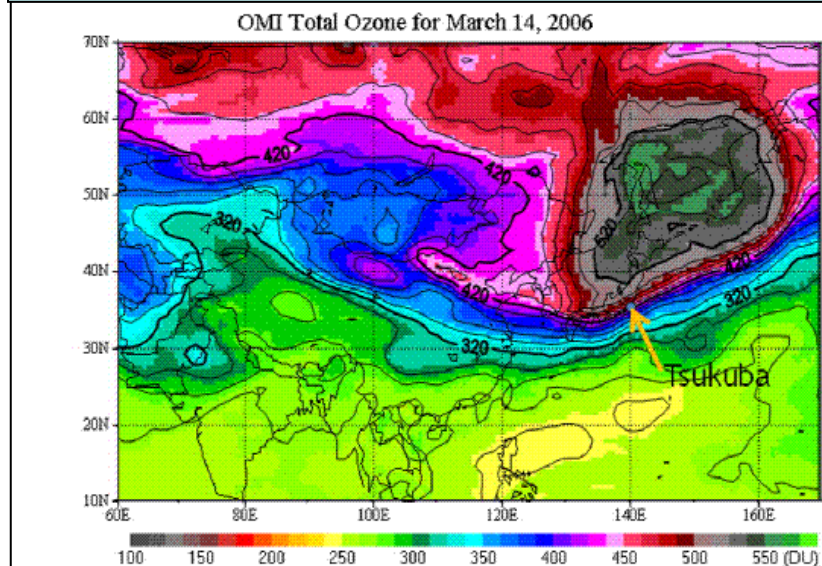 OMI Total Ozone for March 14, 2006
70N
60N
420
420
50N
320
520
40N
420
420
320
320
30N
Tsukuba
20N
10N
60E 80E 100E 120E 140E 160E
100 150 200 250 300 350 400 450 500 550 (DU)